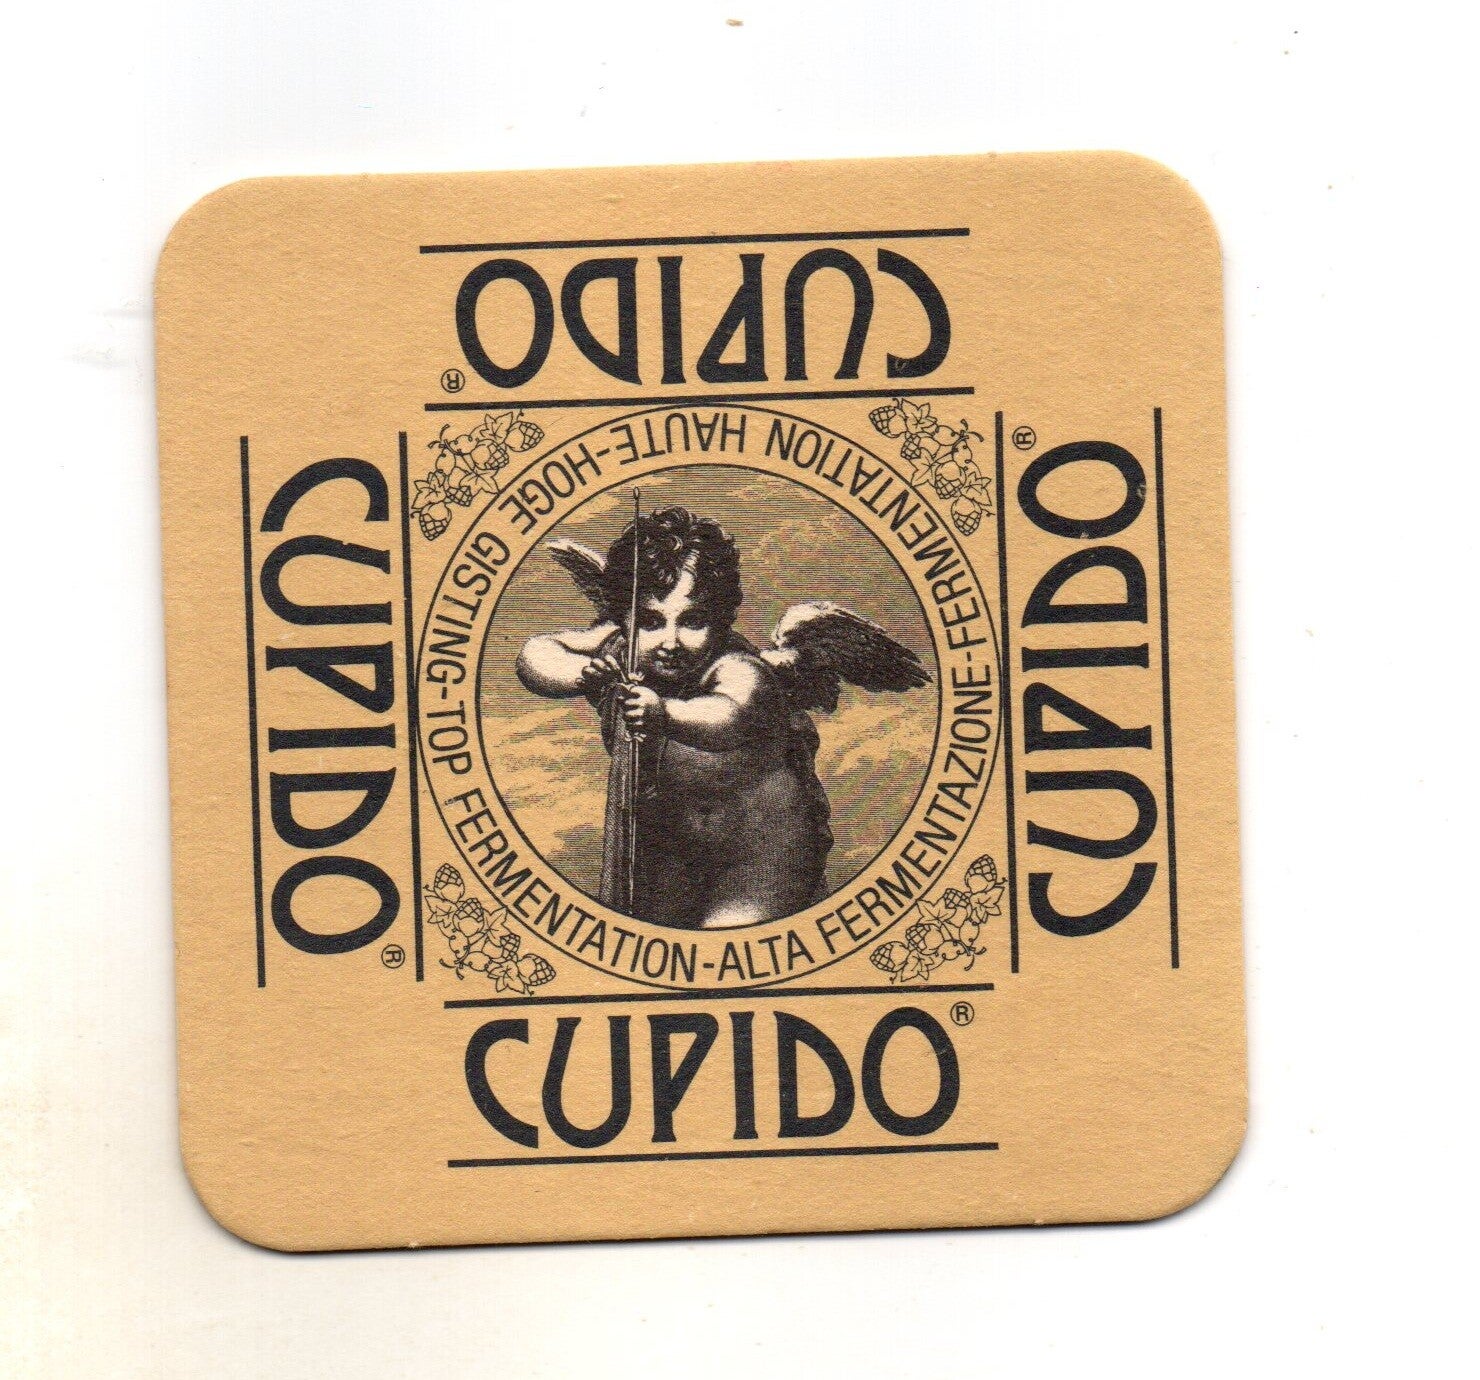 CUPIDO®
CUPIDO®
CUPIDO®
CUPIDO®
HOGE GISTING-TOP FERMENTATION-ALTA FERMENTAZIONE-FERMENTATION HAUTE-